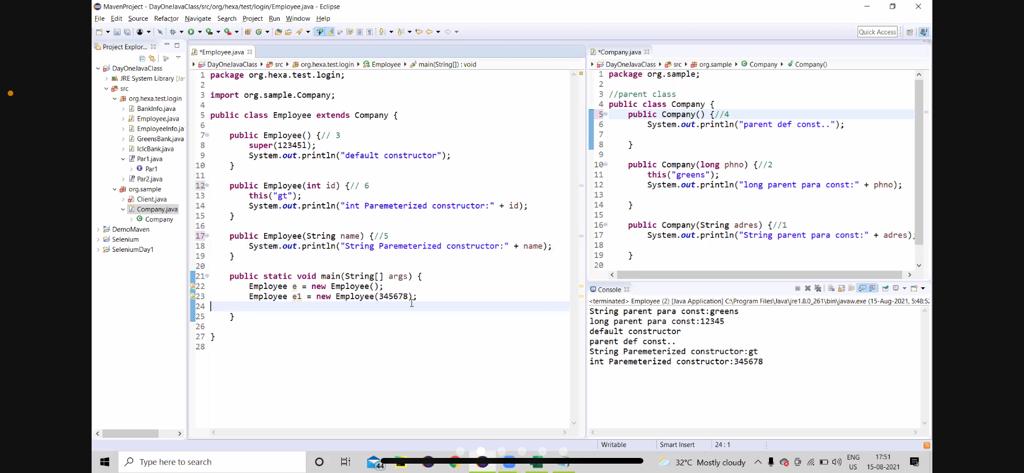 MavenProject - DayOneJavaClass/src/org/hexa/test/login/Employee.java - Eclipse
File Edit Source Refactor Navigate Search Project Run Window Help
Quick Access
Project Explor...
DayOneJavaClass
JRE System Library [Jav
src
org.hexa.test.login
BankInfo.java
Employee.java
EmployeeInfo.ja
GreensBank.java
IcIcBank.java
Par1.java
Par1
Par2.java
org.sample
Client.java
Company.java
Company
DemoMaven
Selenium
SeleniumDay1
*Employee.java
DayOneJavaClass src org.hexa.test.login Employee main(String[]) : void
1 package org.hexa.test.login;
2
3 import org.sample.Company;
4
5 public class Employee extends Company {
6
7 public Employee() {// 3
8 super(12345l);
9 System.out.println("default constructor");
10 }
11
12 public Employee(int id) {// 6
13 this("gt");
14 System.out.println("int Paremeterized constructor:" + id);
15 }
16
17 public Employee(String name) {//5
18 System.out.println("String Paremeterized constructor:" + name);
19 }
20
21 public static void main(String[] args) {
22 Employee e = new Employee();
23 Employee e1 = new Employee(345678);
24
25 }
26
27 }
28
*Company.java
DayOneJavaClass src org.sample Company Company()
1 package org.sample;
2
3 //parent class
4 public class Company {
5 public Company() {//4
6 System.out.println("parent def const..");
7
8 }
9
10 public Company(long phno) {//2
11 this("greens");
12 System.out.println("long parent para const:" + phno);
13
14 }
15
16 public Company(String adres) {//1
17 System.out.println("String parent para const:" + adres);
18
19 }
20
Console
<terminated> Employee (2) [Java Application] C:\Program Files\Java\jre1.8.0_261\bin\javaw.exe (15-Aug-2021, 5:48:5
String parent para const:greens
long parent para const:12345
default constructor
parent def const..
String Paremeterized constructor:gt
int Paremeterized constructor:345678
Writable Smart Insert 24 : 1
Type here to search
44
32°C Mostly cloudy
ENG
US
17:51
15-08-2021